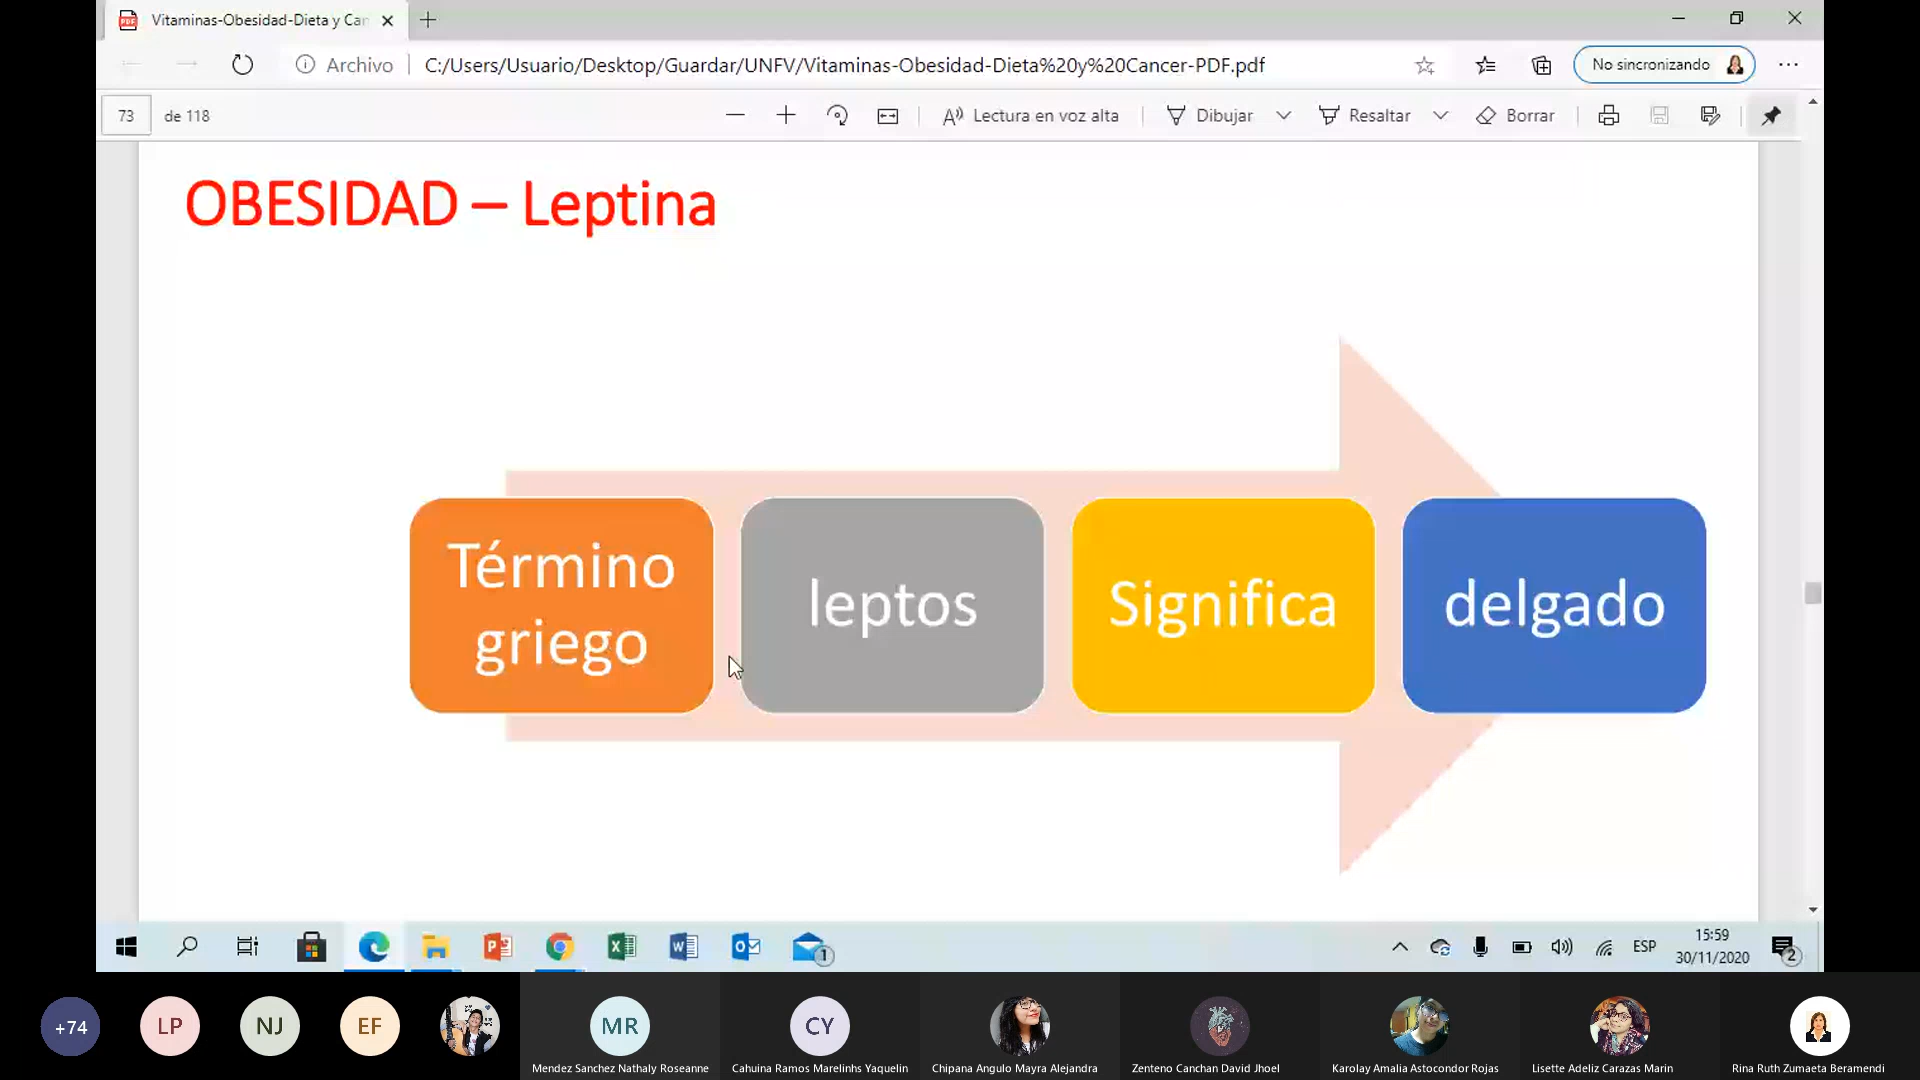 Vitaminas-Obesidad-Dieta y Can
Archivo
C:/Users/Usuario/Desktop/Guardar/UNFV/Vitaminas-Obesidad-Dieta%20y%20Cancer-PDF.pdf
No sincronizando
73 de 118
Lectura en voz alta
Dibujar
Resaltar
Borrar
OBESIDAD – Leptina
Término
griego
leptos
Significa
delgado
1
ESP
15:59
30/11/2020
2
+74
LP
NJ
EF
MR
CY
Mendez Sanchez Nathaly Roseanne
Cahuina Ramos Marelinhs Yaquelin
Chipana Angulo Mayra Alejandra
Zenteno Canchan David Jhoel
Karolay Amalia Astocondor Rojas
Lisette Adeliz Carazas Marin
Rina Ruth Zumaeta Beramendi